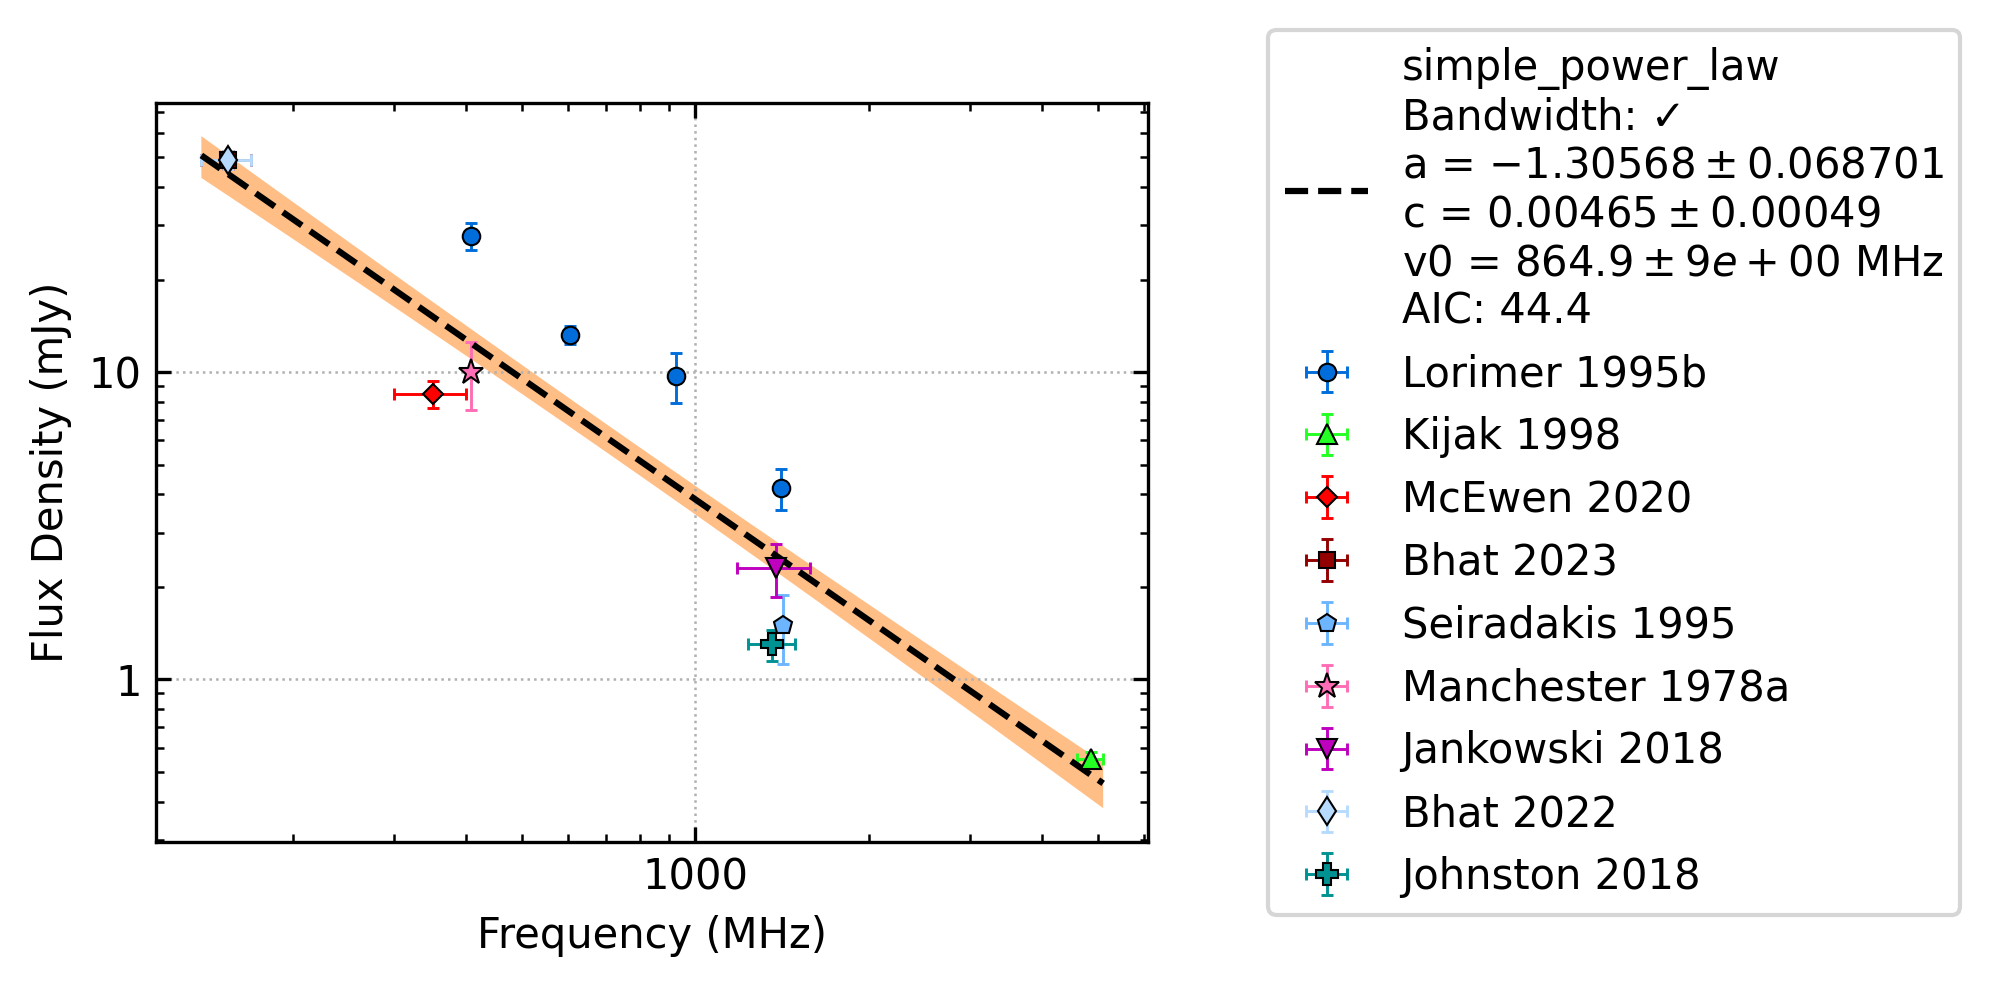 Flux Density (mJy)
10
1
1000
Frequency (MHz)
simple_power_law
Bandwidth: ✓
a = −1.30568 ± 0.068701
c = 0.00465 ± 0.00049
v0 = 864.9 ± 9e + 00 MHz
AIC: 44.4
Lorimer 1995b
Kijak 1998
McEwen 2020
Bhat 2023
Seiradakis 1995
Manchester 1978a
Jankowski 2018
Bhat 2022
Johnston 2018